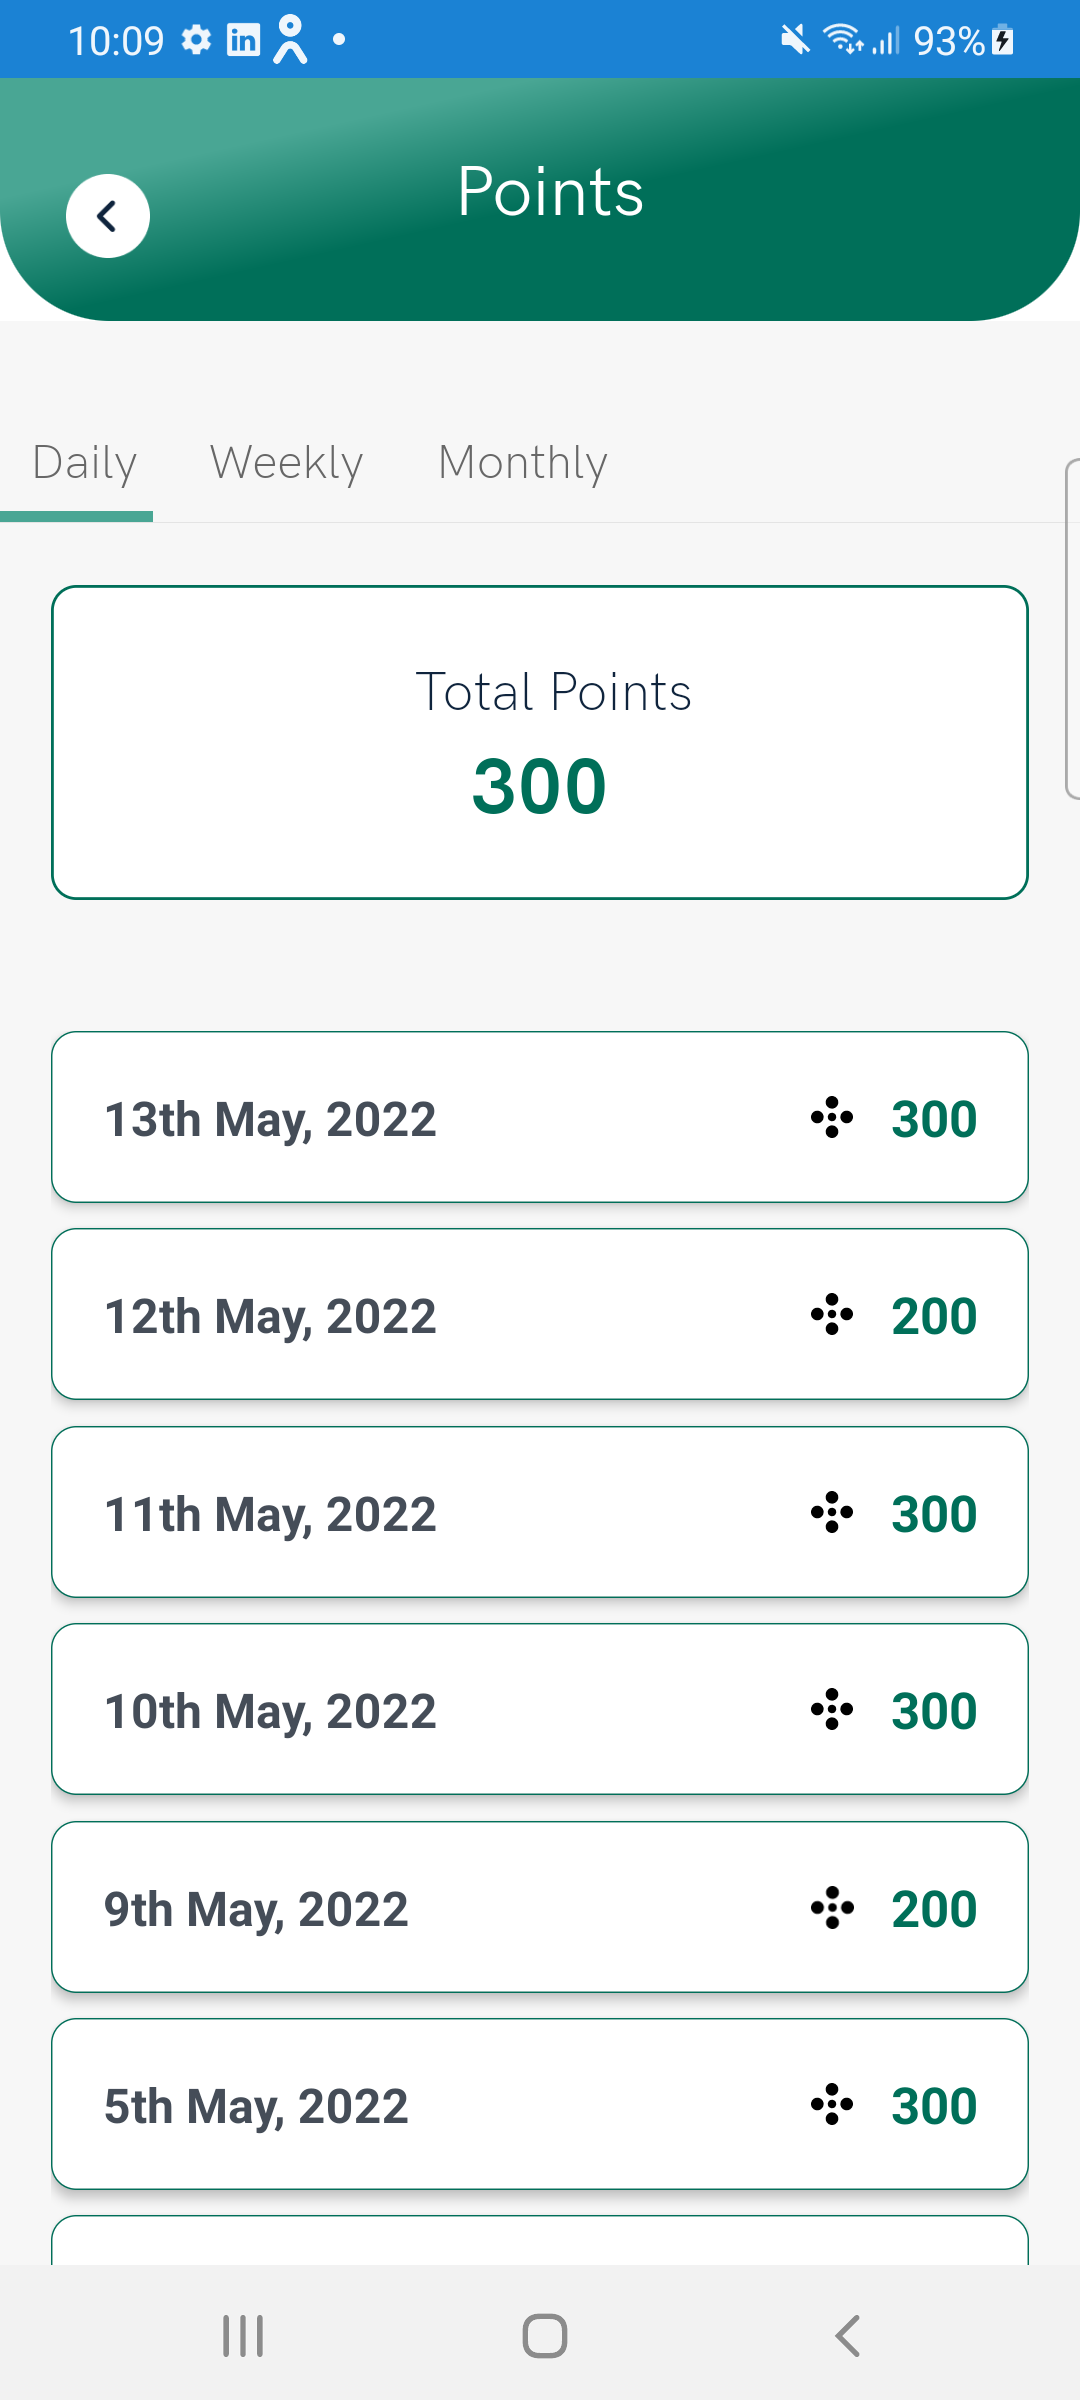 10:09 in 93%
Points
Daily Weekly Monthly
Total Points
300
13th May, 2022 300
12th May, 2022 200
11th May, 2022 300
10th May, 2022 300
9th May, 2022 200
5th May, 2022 300